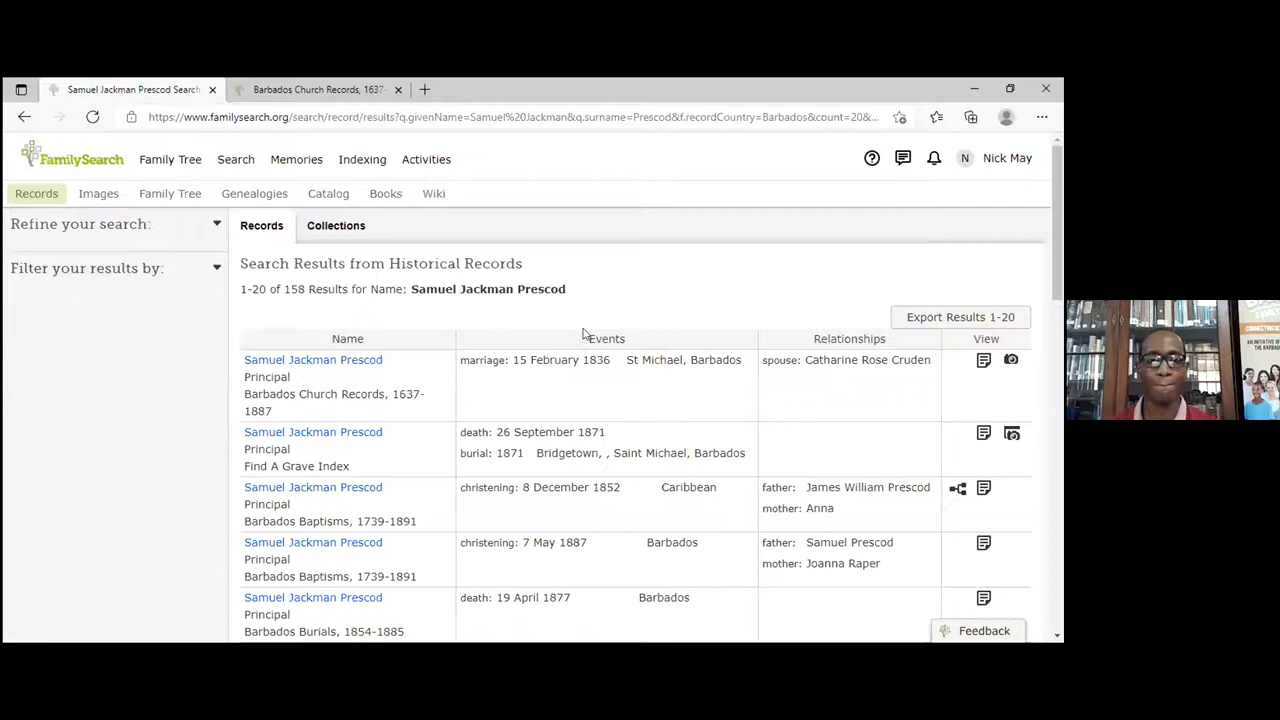 Samuel Jackman Prescod Search
Barbados Church Records, 1637-
https://www.familysearch.org/search/record/results?q.givenName=Samuel%20Jackman&q.surname=Prescod&f.recordCountry=Barbados&count=20&...
FamilySearch
Family Tree
Search
Memories
Indexing
Activities
N
Nick May
Records
Images
Family Tree
Genealogies
Catalog
Books
Wiki
Refine your search:
Filter your results by:
Records
Collections
Search Results from Historical Records
1-20 of 158 Results for Name: Samuel Jackman Prescod
Export Results 1-20
Name Events Relationships View
Samuel Jackman Prescod marriage: 15 February 1836 St Michael, Barbados spouse: Catharine Rose Cruden
Principal
Barbados Church Records, 1637-
1887
Samuel Jackman Prescod death: 26 September 1871
Principal burial: 1871 Bridgetown, , Saint Michael, Barbados
Find A Grave Index
Samuel Jackman Prescod christening: 8 December 1852 Caribbean father: James William Prescod
Principal mother: Anna
Barbados Baptisms, 1739-1891
Samuel Jackman Prescod christening: 7 May 1887 Barbados father: Samuel Prescod
Principal mother: Joanna Raper
Barbados Baptisms, 1739-1891
Samuel Jackman Prescod death: 19 April 1877 Barbados
Principal
Barbados Burials, 1854-1885
Feedback